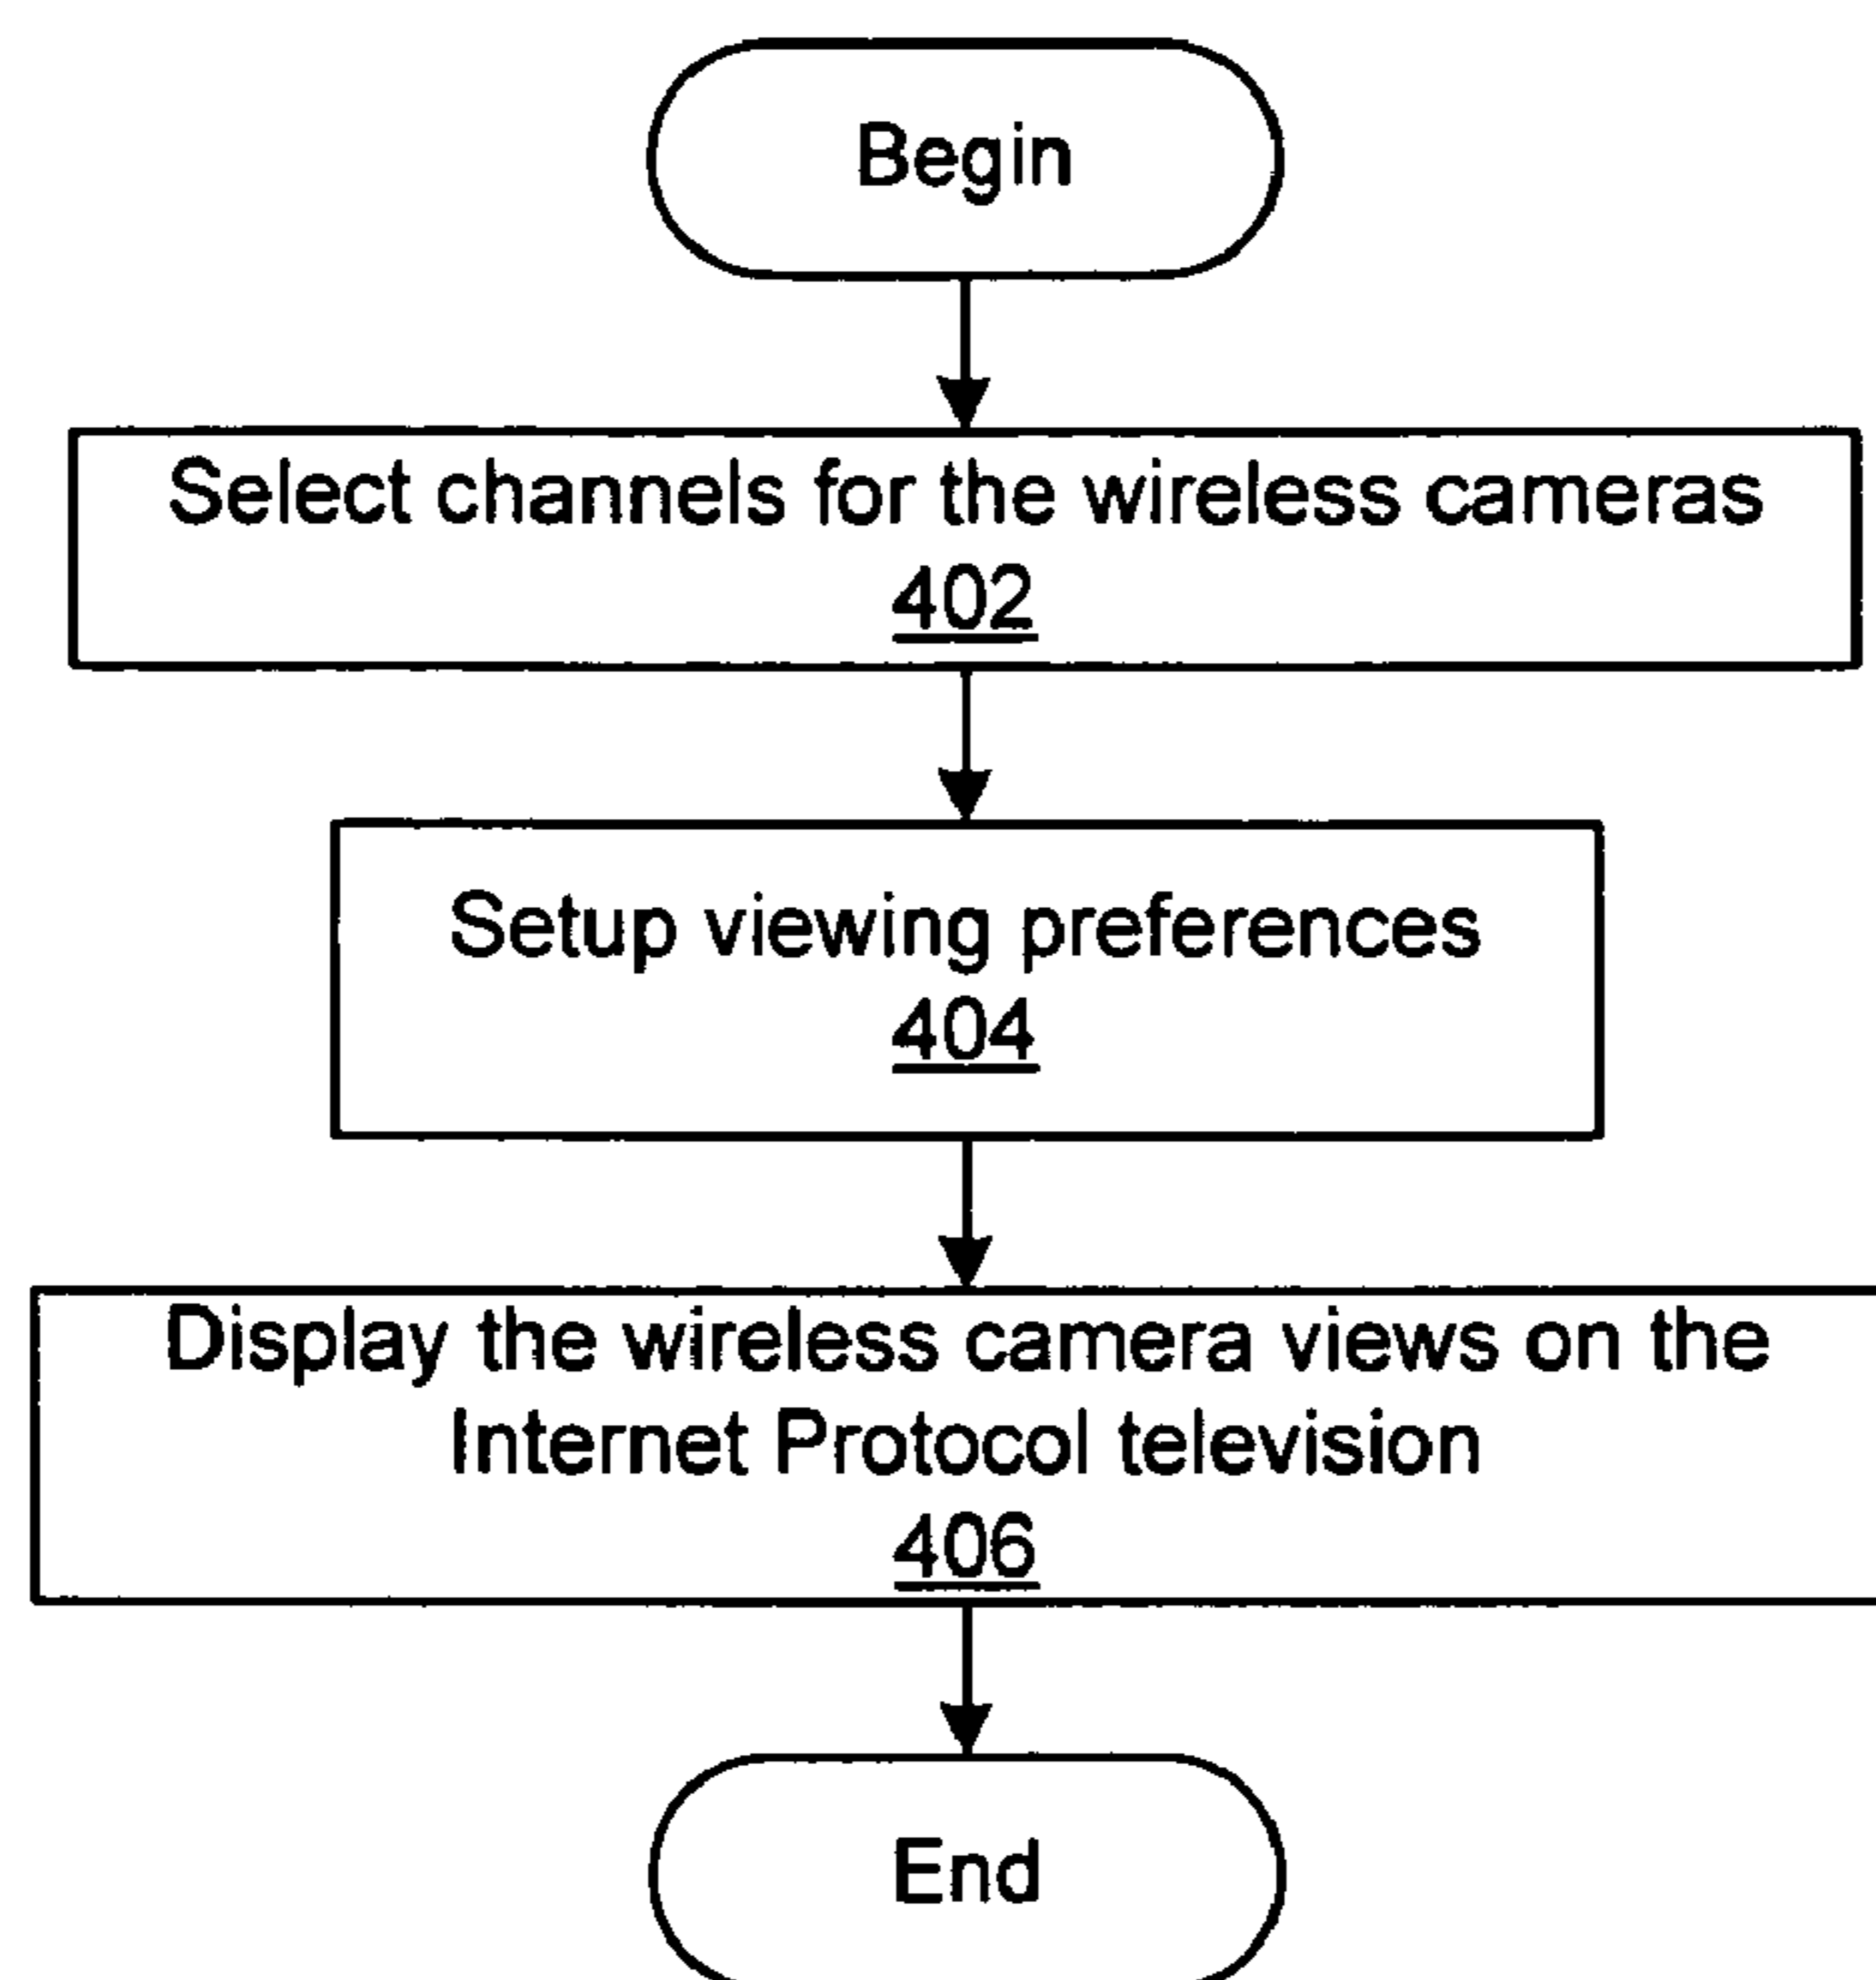 Begin
Select channels for the wireless cameras
402
Setup viewing preferences
404
Display the wireless camera views on the
Internet Protocol television
406
End